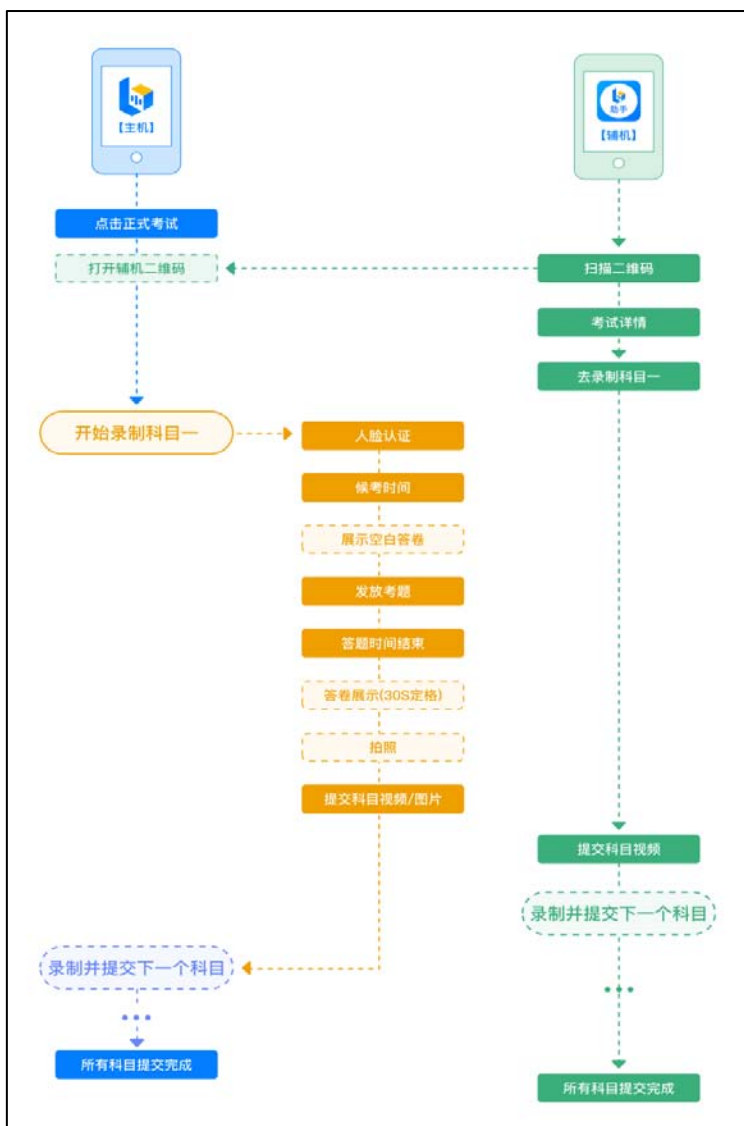 【主机】
助手
【辅机】
点击正式考试
打开辅机二维码
扫描二维码
考试详情
去录制科目一
开始录制科目一
人脸认证
候考时间
展示空白答卷
发放考题
答题时间结束
答卷展示(30S定格)
拍照
提交科目视频/图片
提交科目视频
录制并提交下一个科目
录制并提交下一个科目
所有科目提交完成
所有科目提交完成